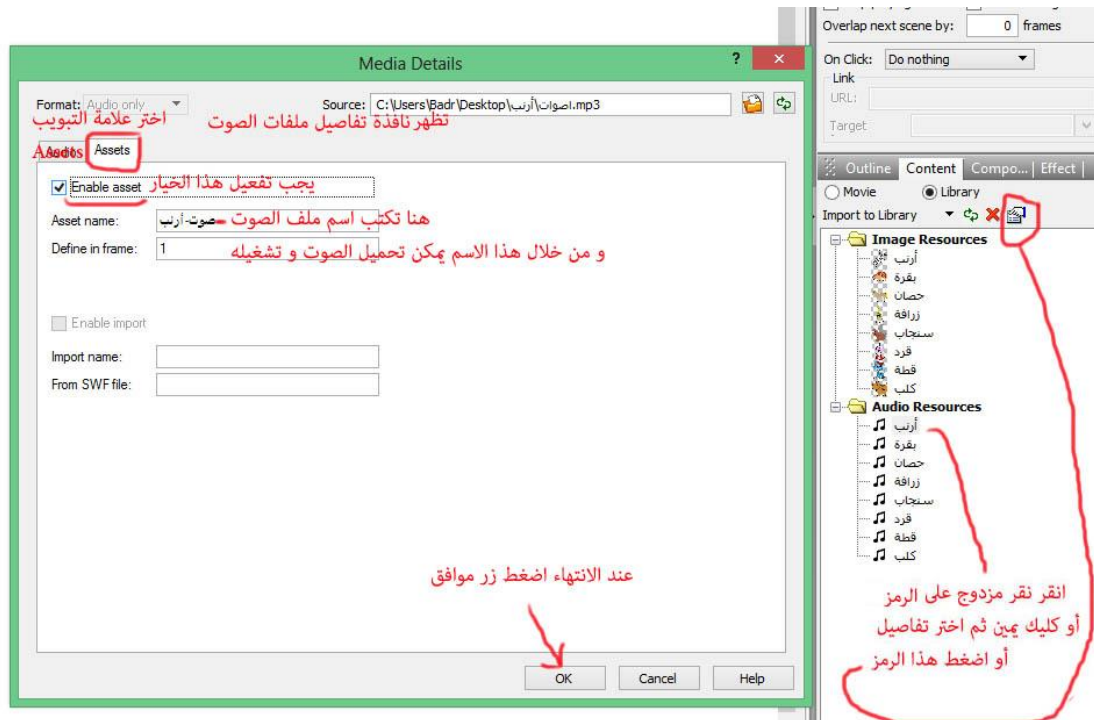 Overlap next scene by: 0 frames
On Click: Do nothing
Link
URL:
Target
Media Details
? ×
Format: Audio only
Source: C:\Users\Badr\Desktop\اصوات\أرنب.mp3
اختر علامة التبويب
Assets
تظهر نافذة تفاصيل ملفات الصوت
Assets
Enable asset
يجب تفعيل هذا الخيار
Asset name: صوت-أرنب
هنا تكتب اسم ملف الصوت
Define in frame: 1
و من خلال هذا الاسم يمكن تحميل الصوت و تشغيله
Enable import
Import name:
From SWF file:
عند الانتهاء اضغط زر موافق
OK Cancel Help
Outline Content Compo... Effect
Movie Library
Import to Library
Image Resources
أرنب
بقرة
حصان
زرافة
سنجاب
قرد
قطة
كلب
Audio Resources
أرنب
بقرة
حصان
زرافة
سنجاب
قرد
قطة
كلب
انقر نقر مزدوج على الرمز
أو كليك يمين ثم اختر تفاصيل
أو اضغط هذا الرمز